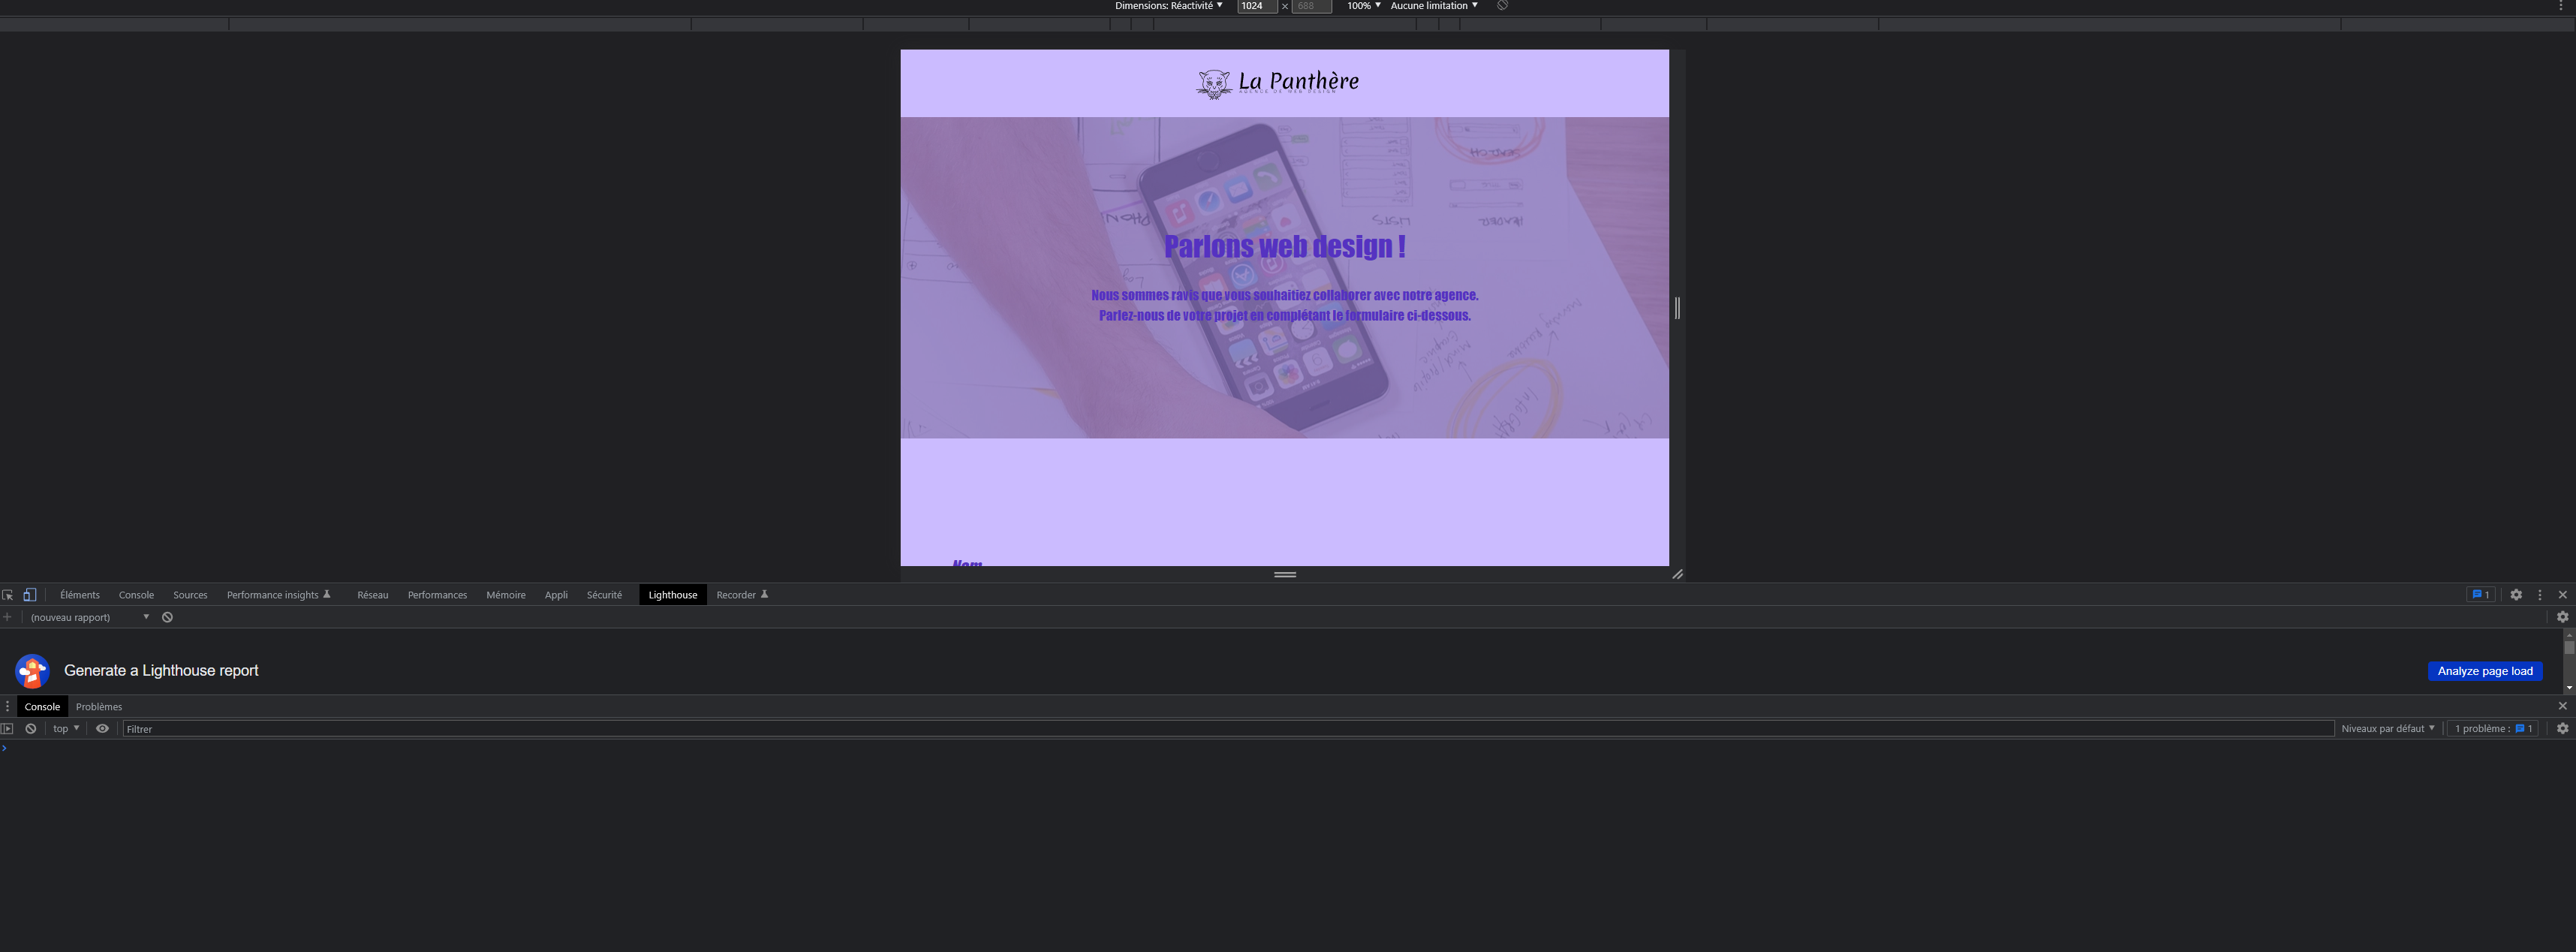 Dimensions: Réactivité ▼ 1024 × 688 100% ▼ Aucune limitation ▼
La Panthère
AGENCE DE WEB DESIGN
Parlons web design !
Nous sommes ravis que vous souhaitiez collaborer avec notre agence.
Parlez-nous de votre projet en complétant le formulaire ci-dessous.
Nom
Éléments Console Sources Performance insights Réseau Performances Mémoire Appli Sécurité Lighthouse Recorder 1
(nouveau rapport) ▼
Generate a Lighthouse report Analyze page load
Console Problèmes
top ▼ Filtrer Niveaux par défaut ▼ 1 problème : 1